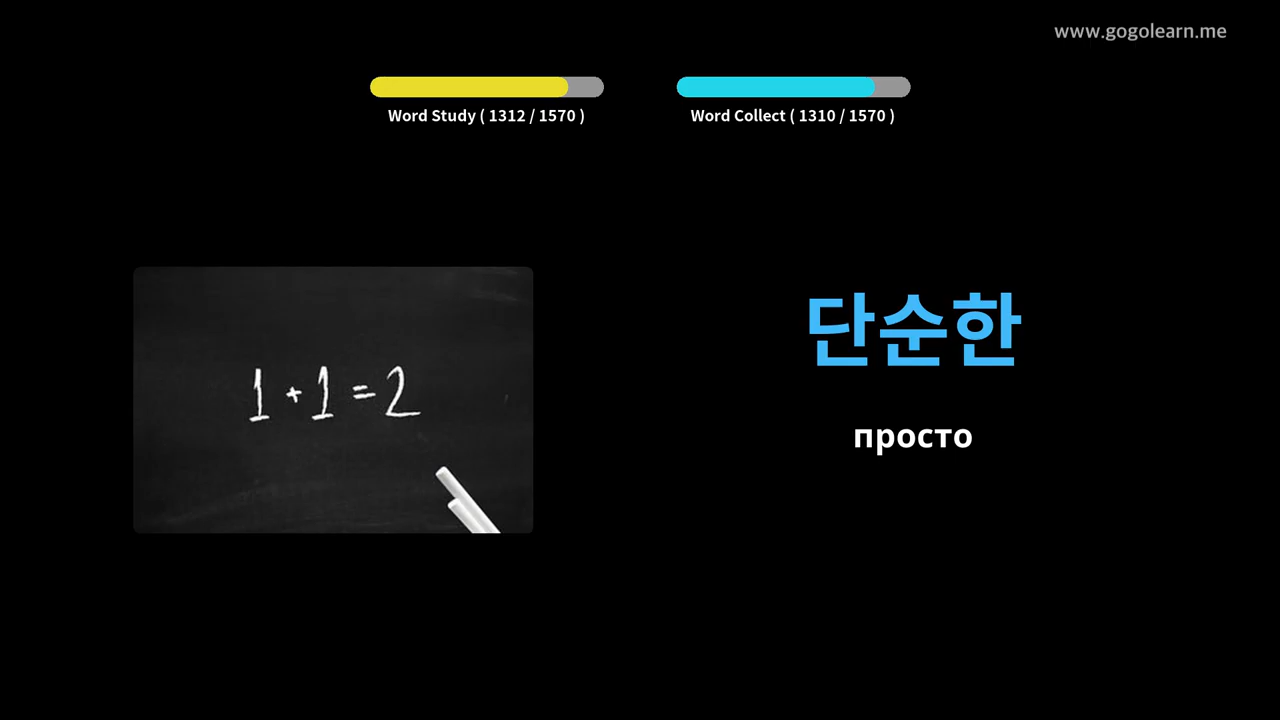 www.gogolearn.me
Word Study ( 1312 / 1570 )
Word Collect ( 1310 / 1570 )
1 + 1 = 2
단순한
просто